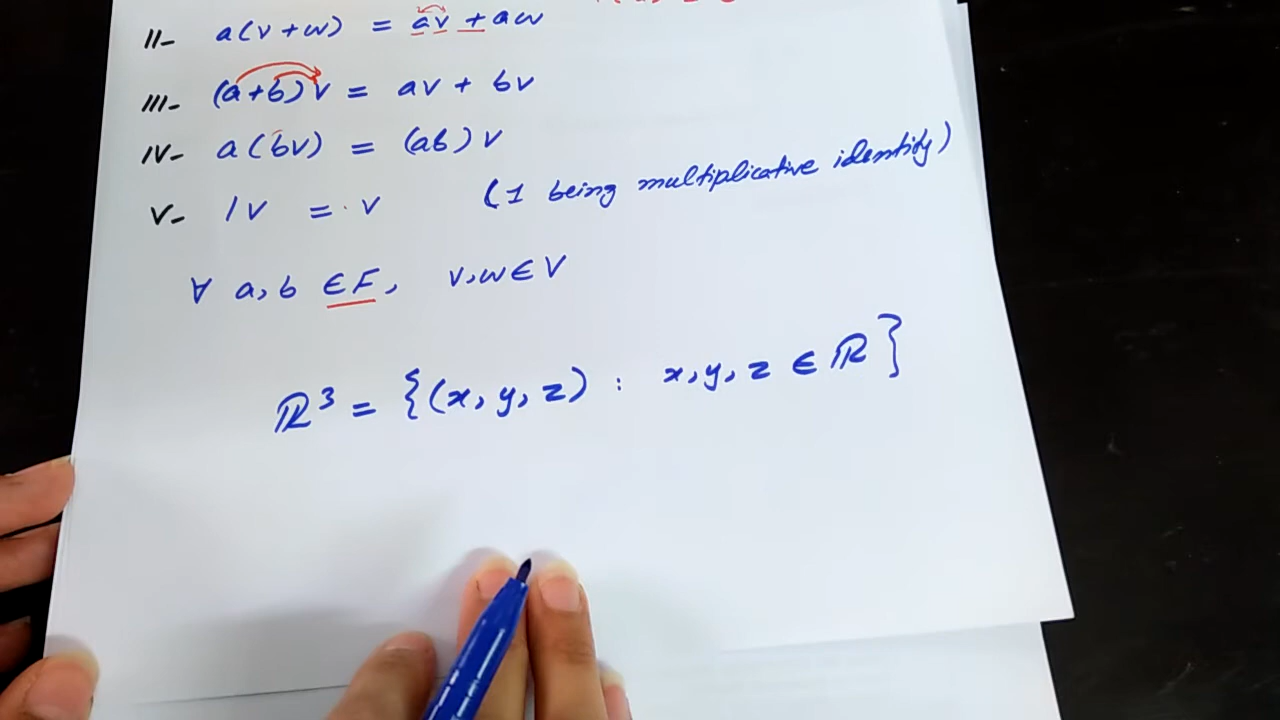 II- a(v+w) = av + aw
III- (a+b)v = av + bv
IV- a(bv) = (ab)v
V- 1v = v (1 being multiplicative identity)
∀ a,b ∈ F, v,w ∈ V
ℝ³ = {(x, y, z) : x, y, z ∈ ℝ}